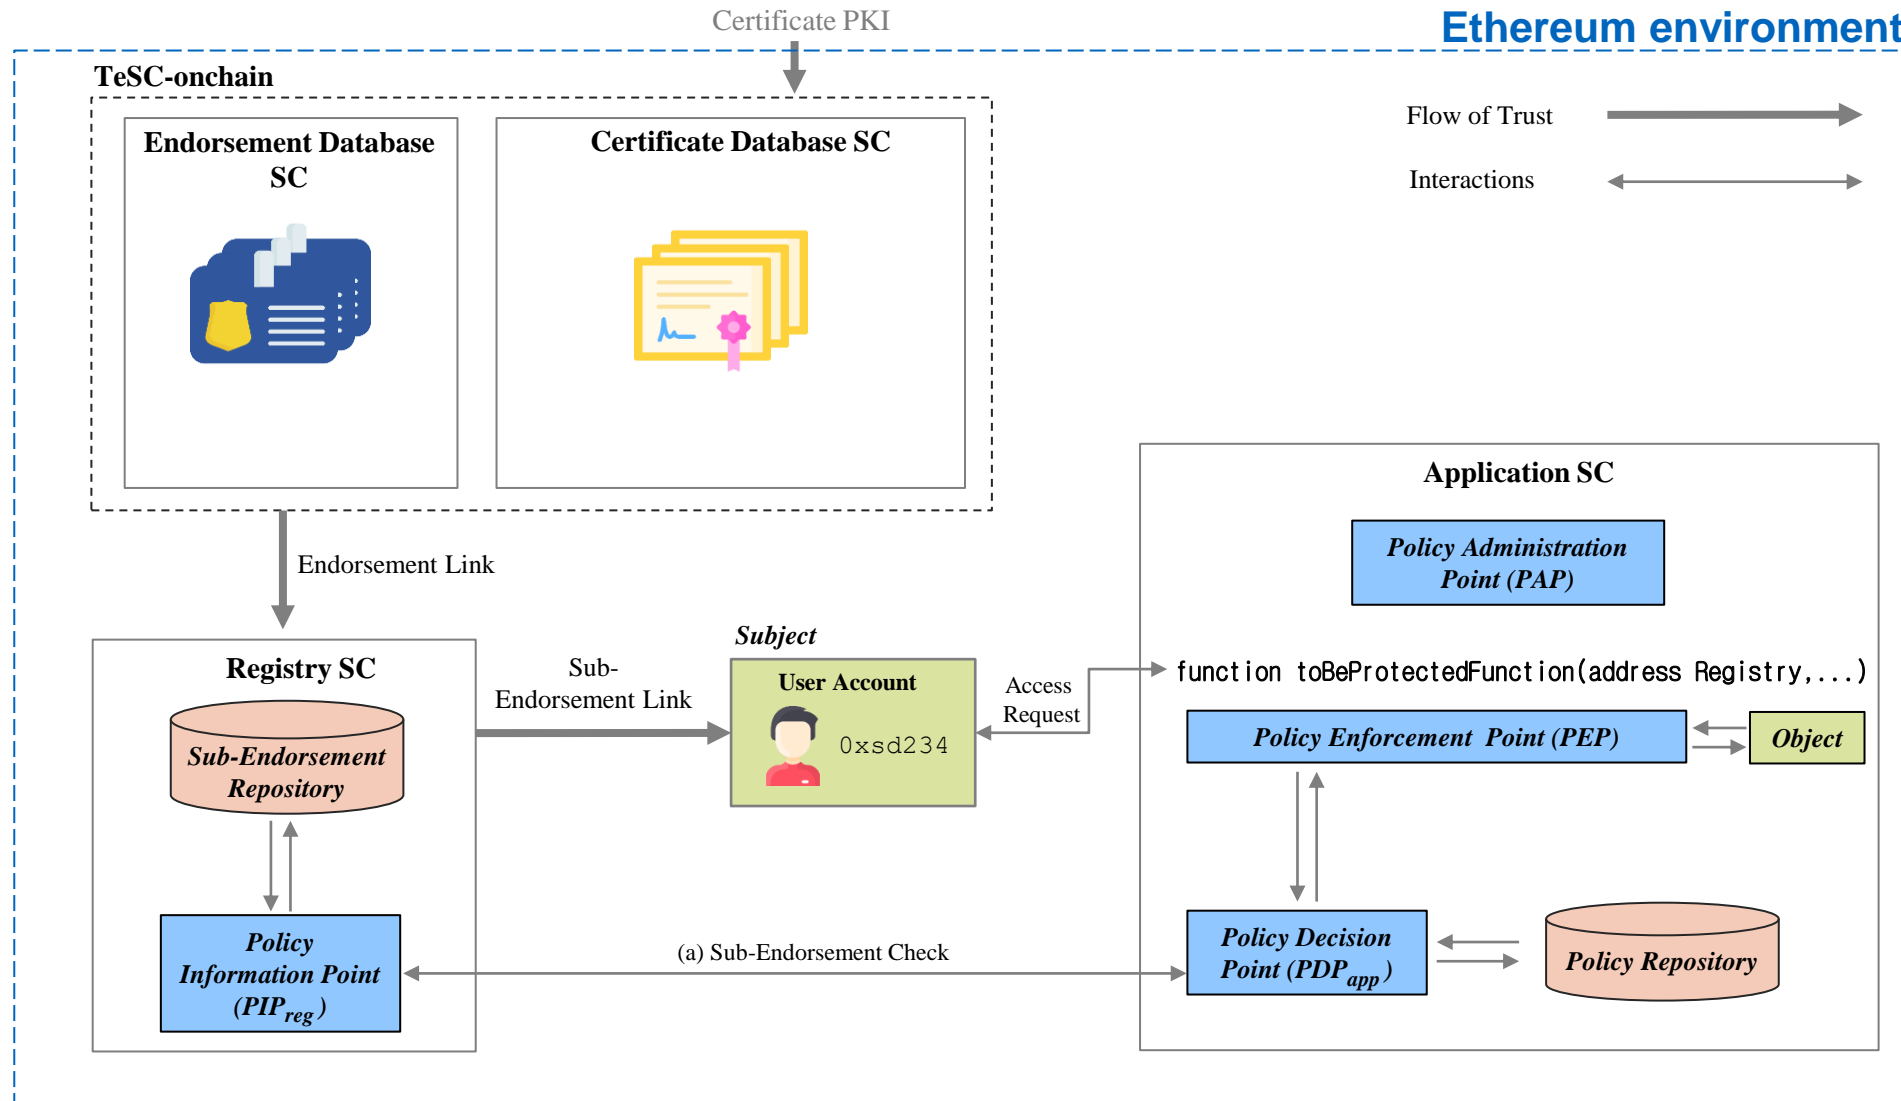 Certificate PKI
Ethereum environment
TeSC-onchain
Endorsement Database
SC
Certificate Database SC
Flow of Trust
Interactions
Endorsement Link
Application SC
Policy Administration
Point (PAP)
Registry SC
Sub-
Endorsement Link
Subject
User Account
0xsd234
Access
Request
function toBeProtectedFunction(address Registry,...)
Policy Enforcement Point (PEP)
Object
Sub-Endorsement
Repository
Policy
Information Point
(PIPreg)
(a) Sub-Endorsement Check
Policy Decision
Point (PDPapp)
Policy Repository